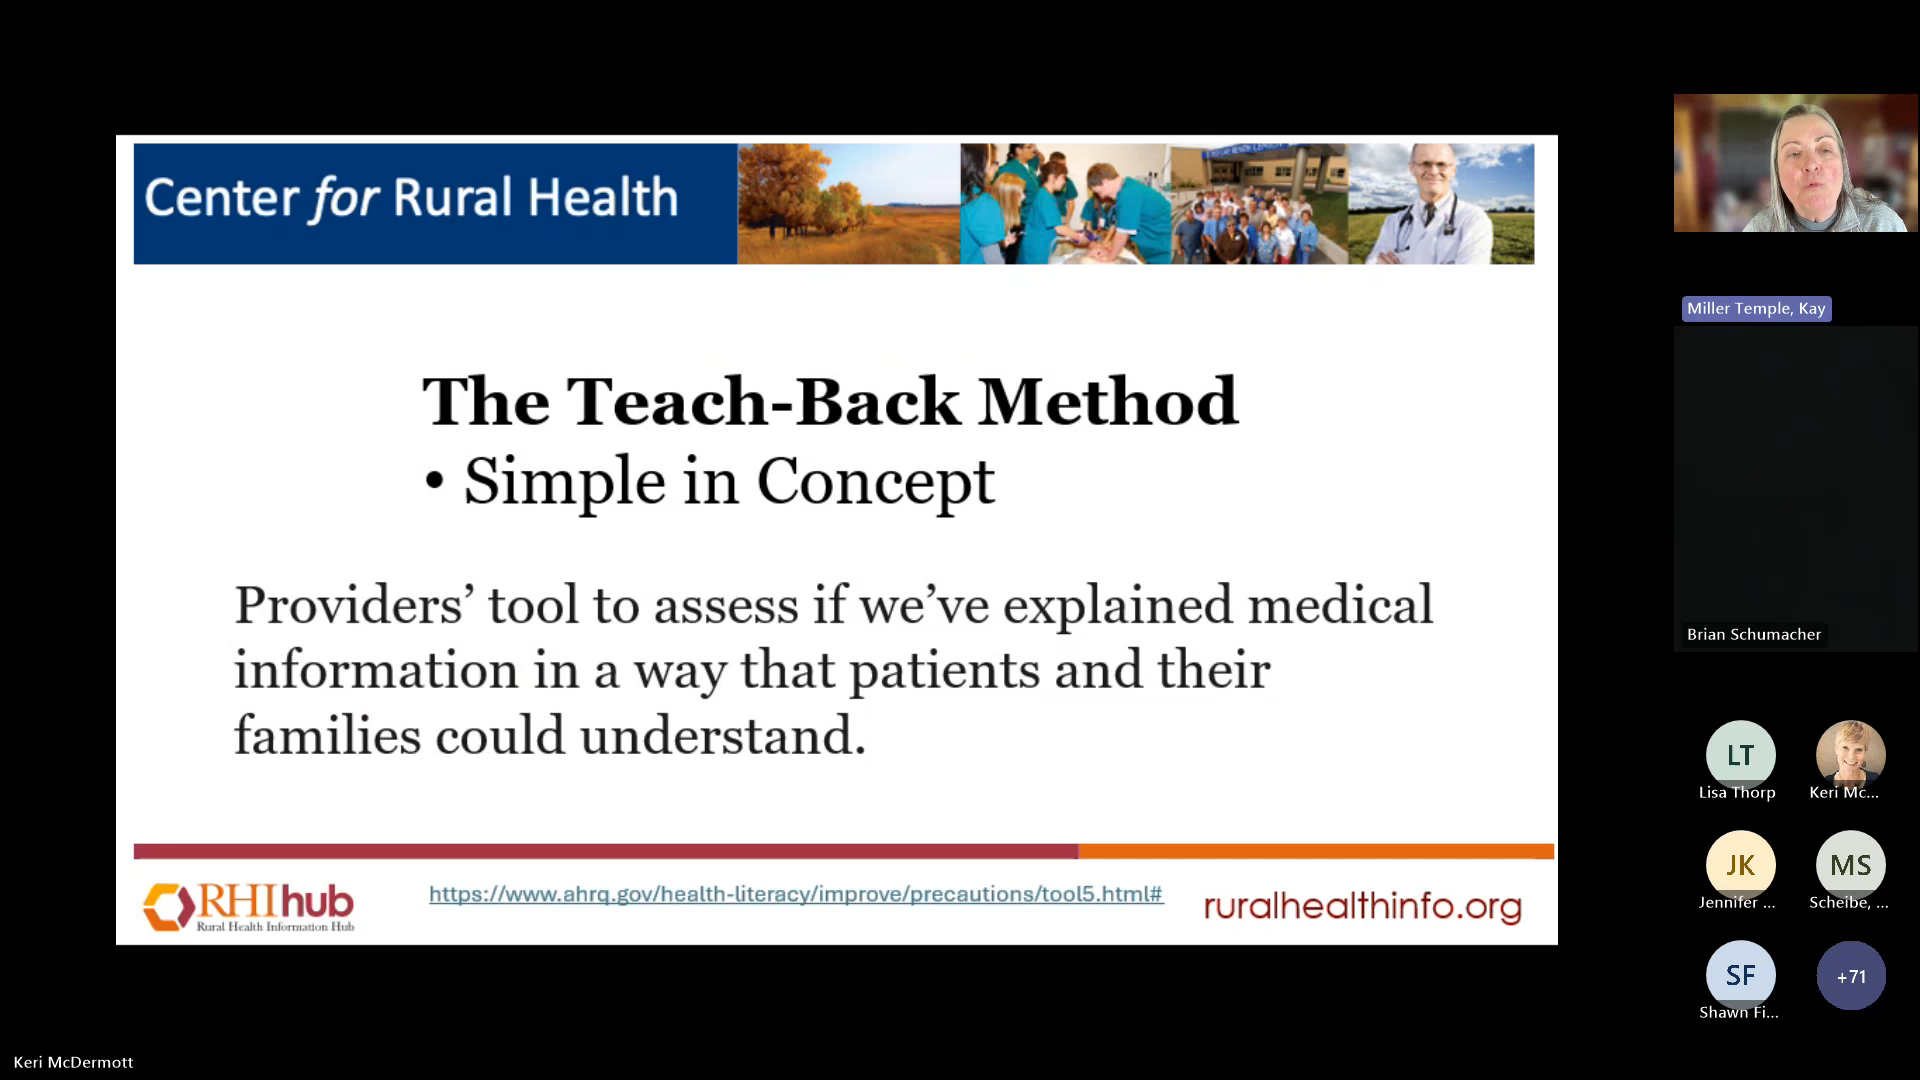 Center for Rural Health
The Teach-Back Method
• Simple in Concept
Providers’ tool to assess if we’ve explained medical
information in a way that patients and their
families could understand.
RHIhub
Rural Health Information Hub
https://www.ahrq.gov/health-literacy/improve/precautions/tool5.html#
ruralhealthinfo.org
Miller Temple, Kay
Brian Schumacher
LT
Lisa Thorp
Keri Mc...
JK
Jennifer ...
MS
Scheibe, ...
SF
Shawn Fi...
+71
Keri McDermott